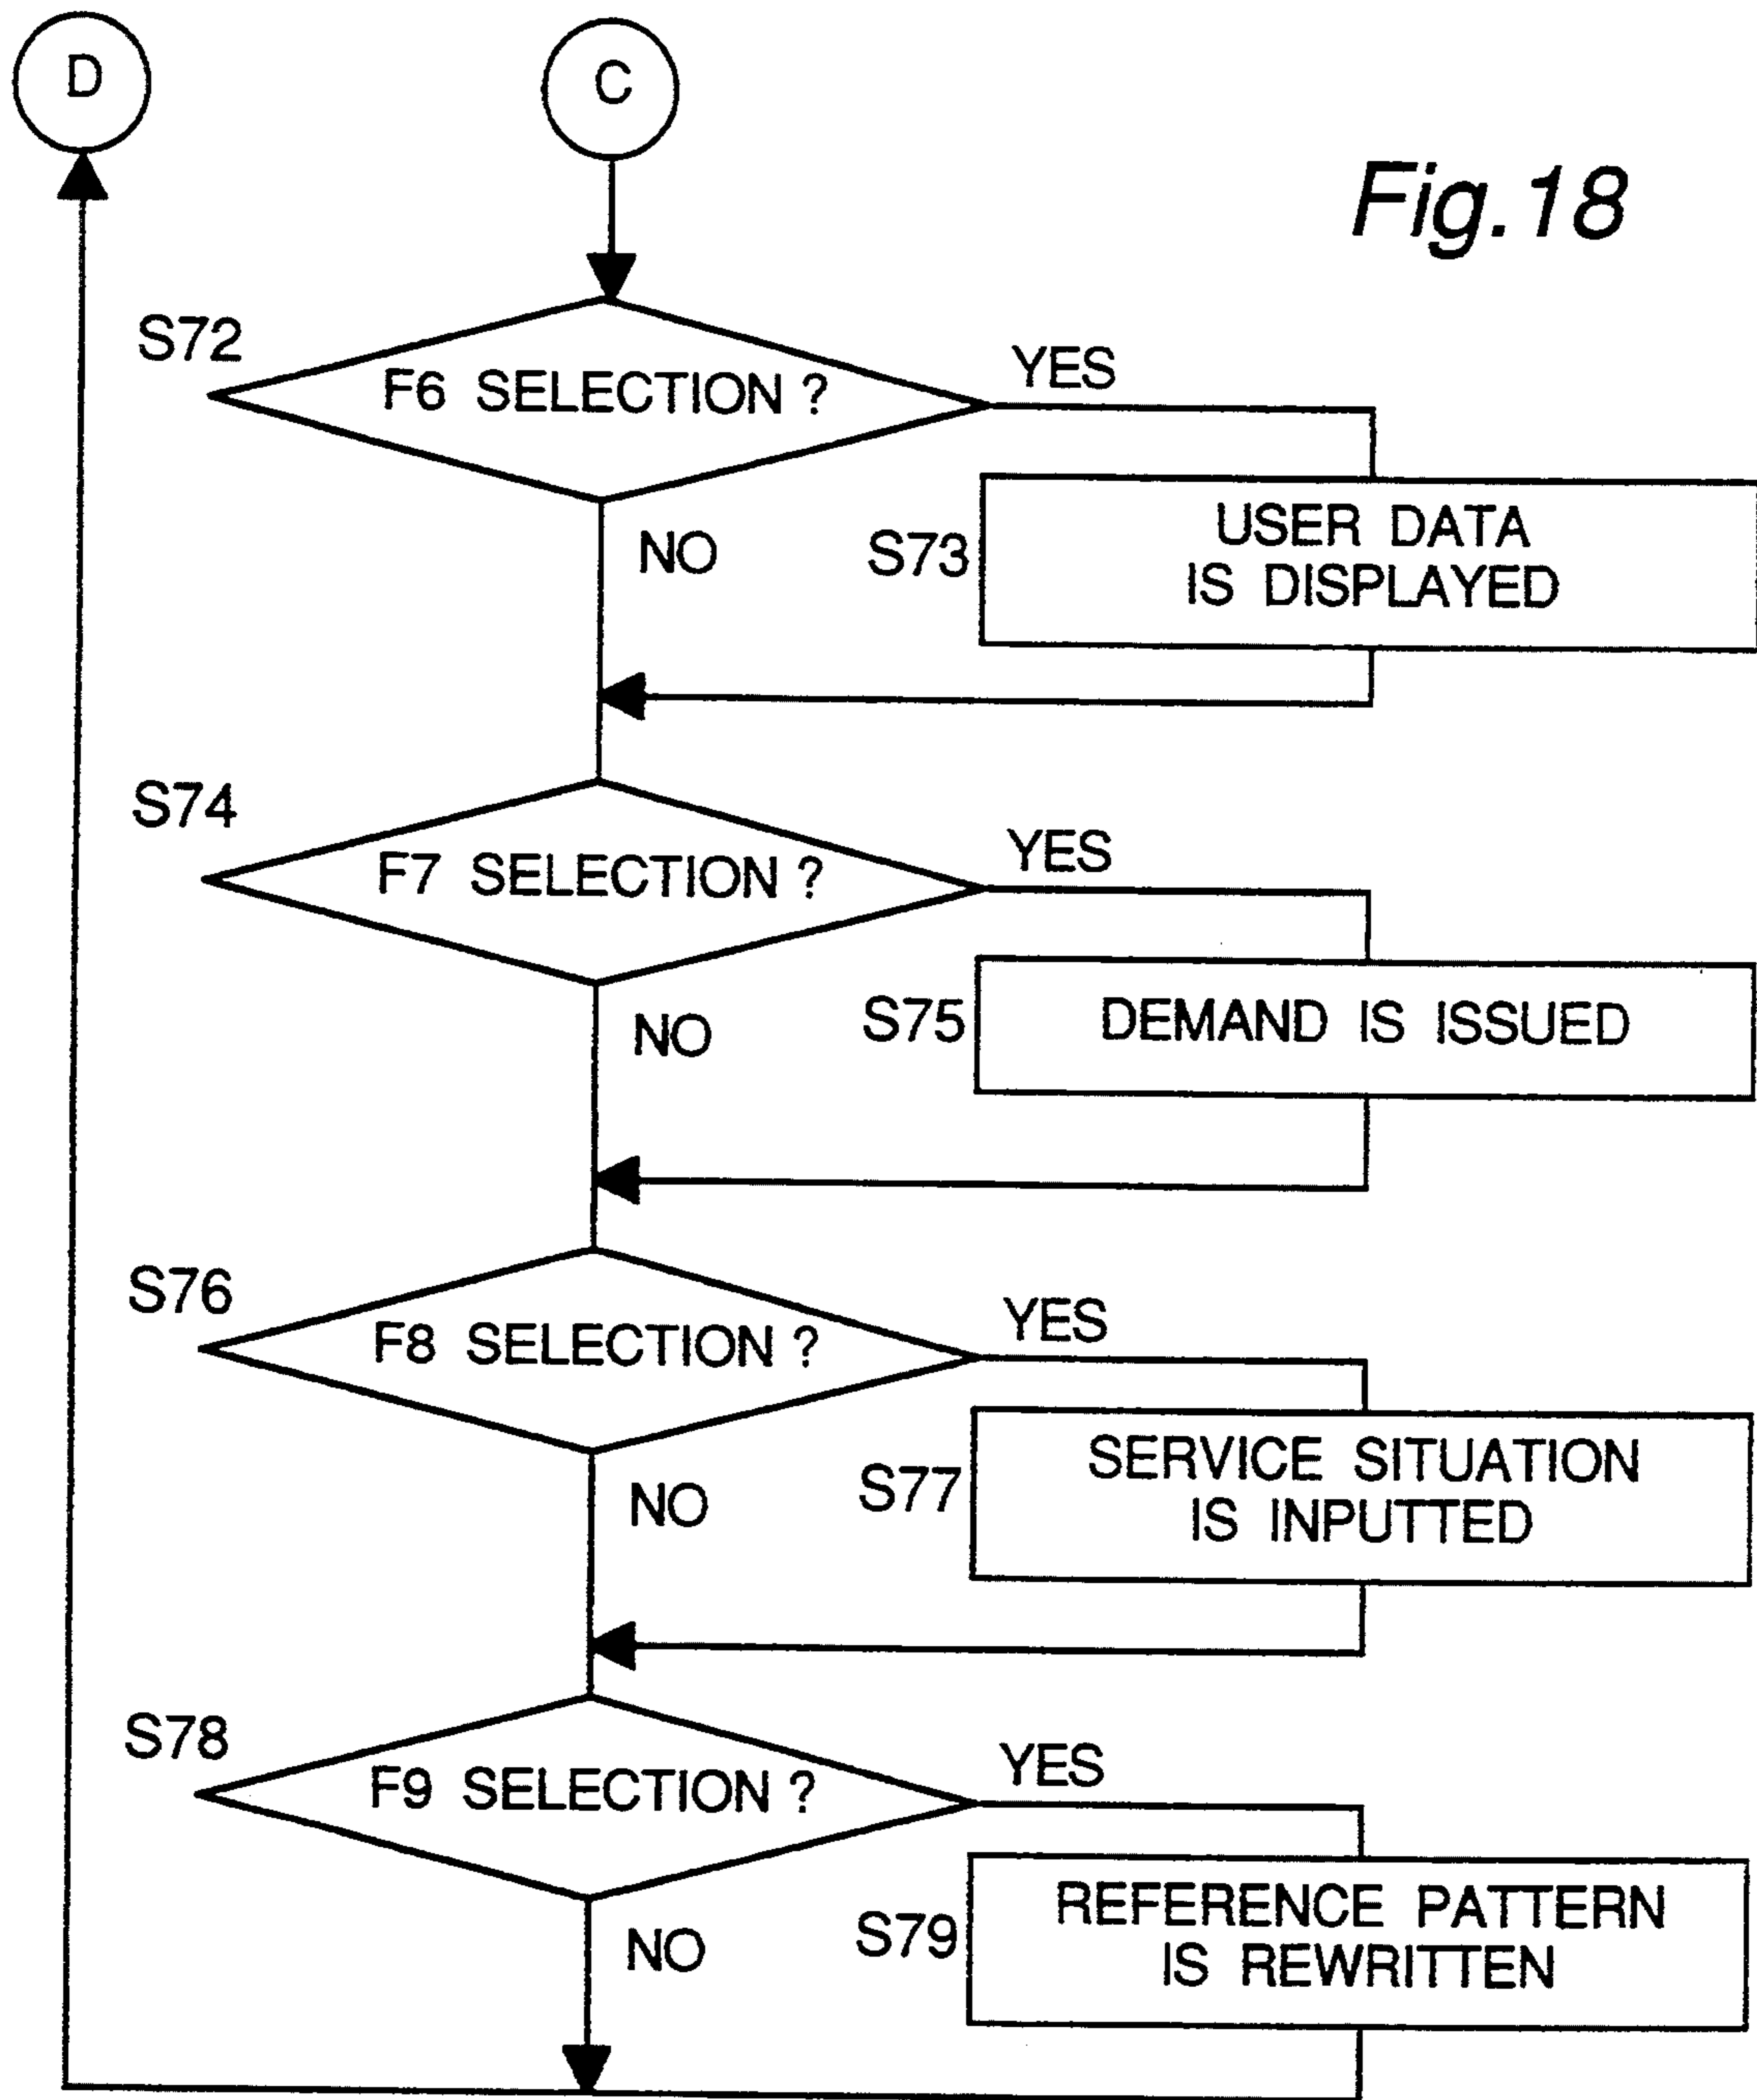 D
C
Fig.18
S72
F6 SELECTION ?
YES
NO
S73
USER DATA
IS DISPLAYED
S74
F7 SELECTION ?
YES
NO
S75
DEMAND IS ISSUED
S76
F8 SELECTION ?
YES
NO
S77
SERVICE SITUATION
IS INPUTTED
S78
F9 SELECTION ?
YES
NO
S79
REFERENCE PATTERN
IS REWRITTEN